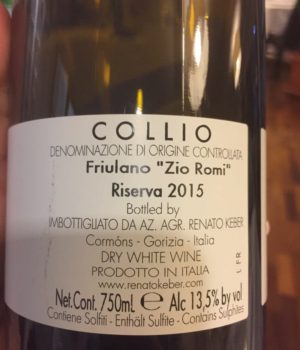 COLLIO
DENOMINAZIONE DI ORIGINE CONTROLLATA
Friulano "Zio Romi"
Riserva 2015
Bottled by
IMBOTTIGLIATO DA AZ. AGR. RENATO KEBER
Cormóns - Gorizia - Italia
DRY WHITE WINE
PRODOTTO IN ITALIA
www.renatokeber.com
Net.Cont. 750ml ℮ Alc 13,5% by vol
Contiene Solfiti - Enthält Sulfite - Contains Sulphites
L FR